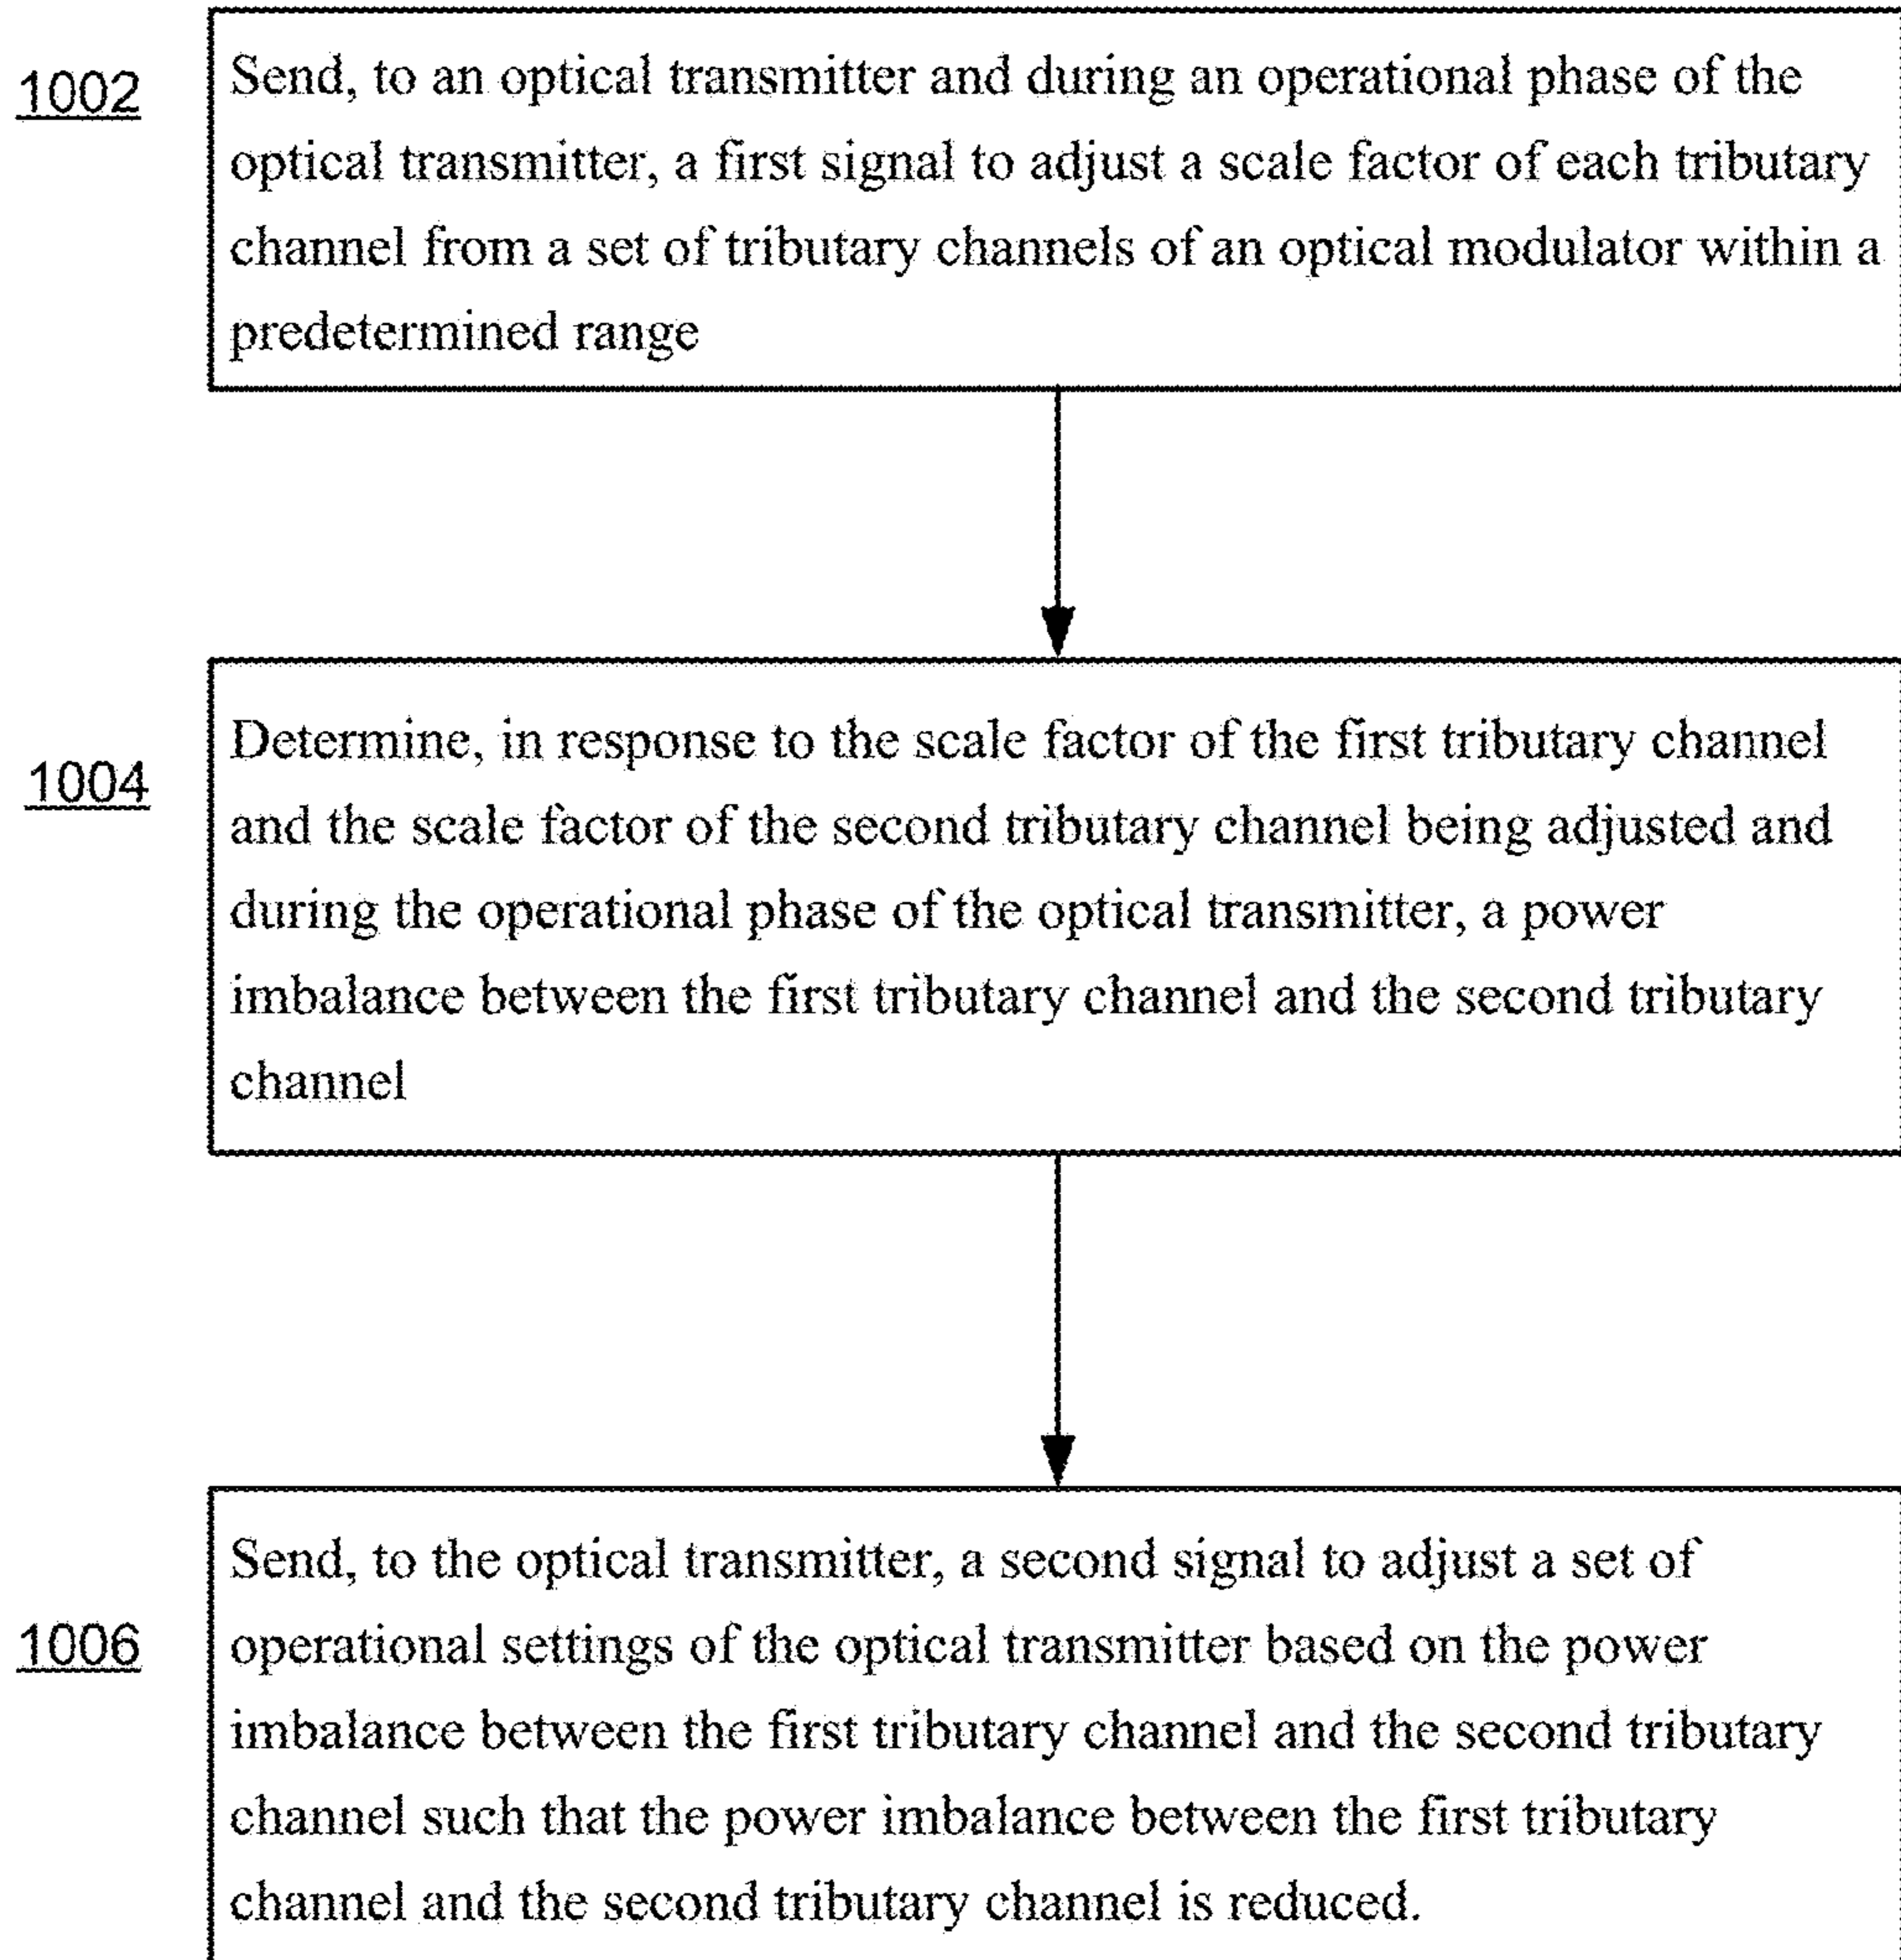 1002
Send, to an optical transmitter and during an operational phase of the
optical transmitter, a first signal to adjust a scale factor of each tributary
channel from a set of tributary channels of an optical modulator within a
predetermined range
1004
Determine, in response to the scale factor of the first tributary channel
and the scale factor of the second tributary channel being adjusted and
during the operational phase of the optical transmitter, a power
imbalance between the first tributary channel and the second tributary
channel
1006
Send, to the optical transmitter, a second signal to adjust a set of
operational settings of the optical transmitter based on the power
imbalance between the first tributary channel and the second tributary
channel such that the power imbalance between the first tributary
channel and the second tributary channel is reduced.